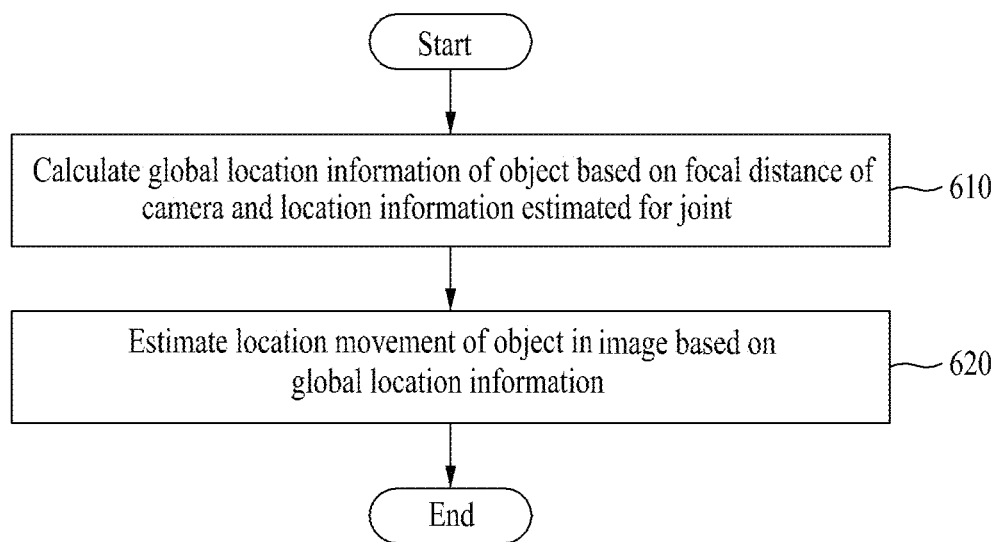 Start
Calculate global location information of object based on focal distance of
camera and location information estimated for joint
610
Estimate location movement of object in image based on
global location information
620
End